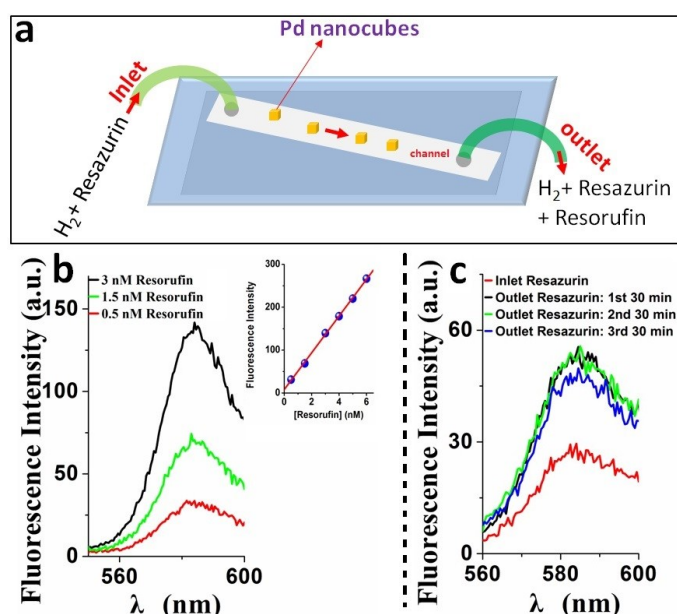 a
Pd nanocubes
Inlet
H₂+ Resazurin
channel
outlet
H₂+ Resazurin
+ Resorufin
b
Fluorescence Intensity (a.u.)
150
100
50
0
3 nM Resorufin
1.5 nM Resorufin
0.5 nM Resorufin
560
600
λ (nm)
Fluorescence Intensity
300
200
100
0
0 1 2 3 4 5 6
[Resorufin] (nM)
c
Fluorescence Intensity (a.u.)
60
30
0
Inlet Resazurin
Outlet Resazurin: 1st 30 min
Outlet Resazurin: 2nd 30 min
Outlet Resazurin: 3rd 30 min
560
580
600
λ (nm)